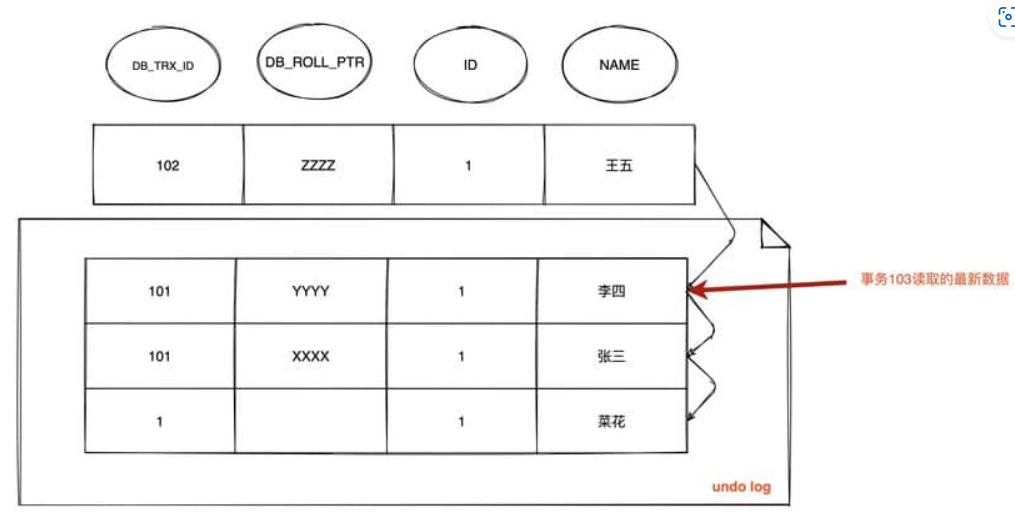 DB_TRX_ID DB_ROLL_PTR ID NAME
102 ZZZZ 1 王五
101 YYYY 1 李四
事务103读取的最新数据
101 XXXX 1 张三
1 1 菜花
undo log